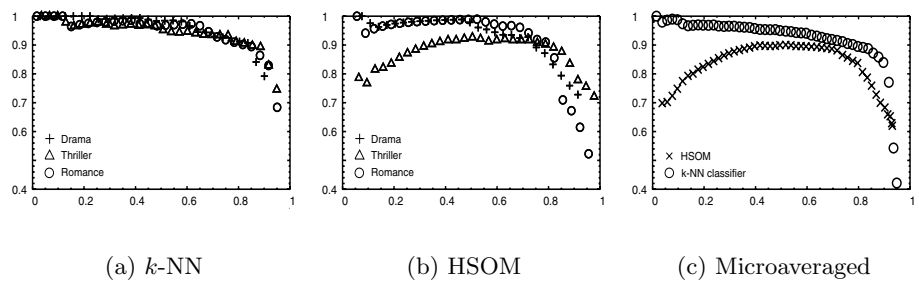 1
0.9
0.8
0.7
0.6
0.4
+ Drama
△ Thriller
○ Romance
0 0.2 0.4 0.6 0.8 1
(a) k-NN
1
0.9
0.8
0.7
0.6
0.4
+ Drama
△ Thriller
○ Romance
0 0.2 0.4 0.6 0.8 1
(b) HSOM
1
0.9
0.8
0.7
0.6
0.4
× HSOM
○ k-NN classifier
0 0.2 0.4 0.6 0.8 1
(c) Microaveraged